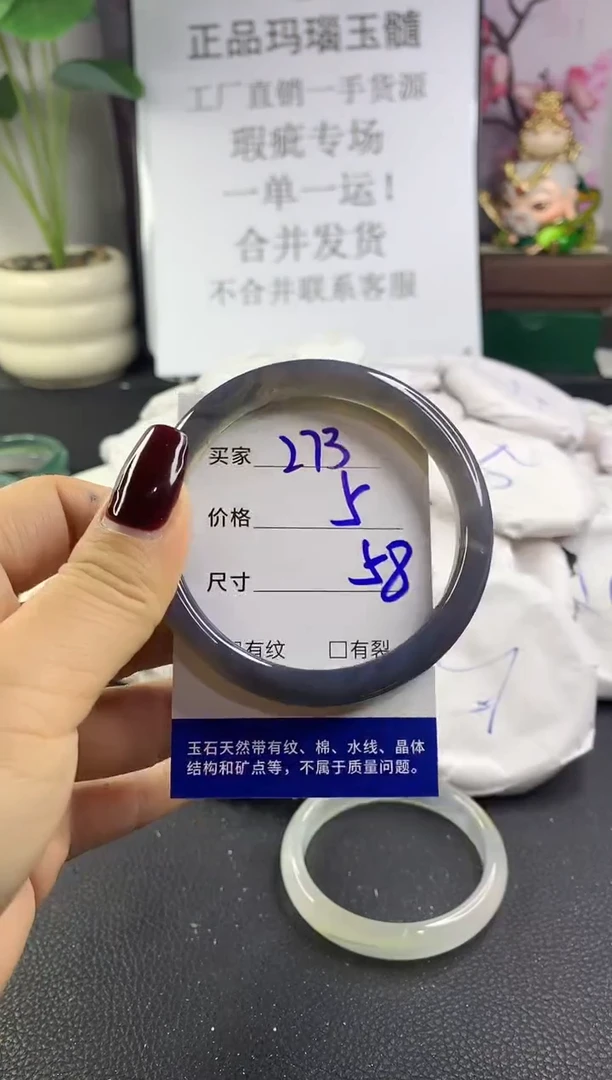 正品玛瑙玉髓
工厂直销一手货源
瑕疵专场
一单一运！
合并发货
不合并联系客服
买家 273
价格 5
尺寸 58
有纹 □有裂
玉石天然带有纹、棉、水线、晶体
结构和矿点等，不属于质量问题。
5